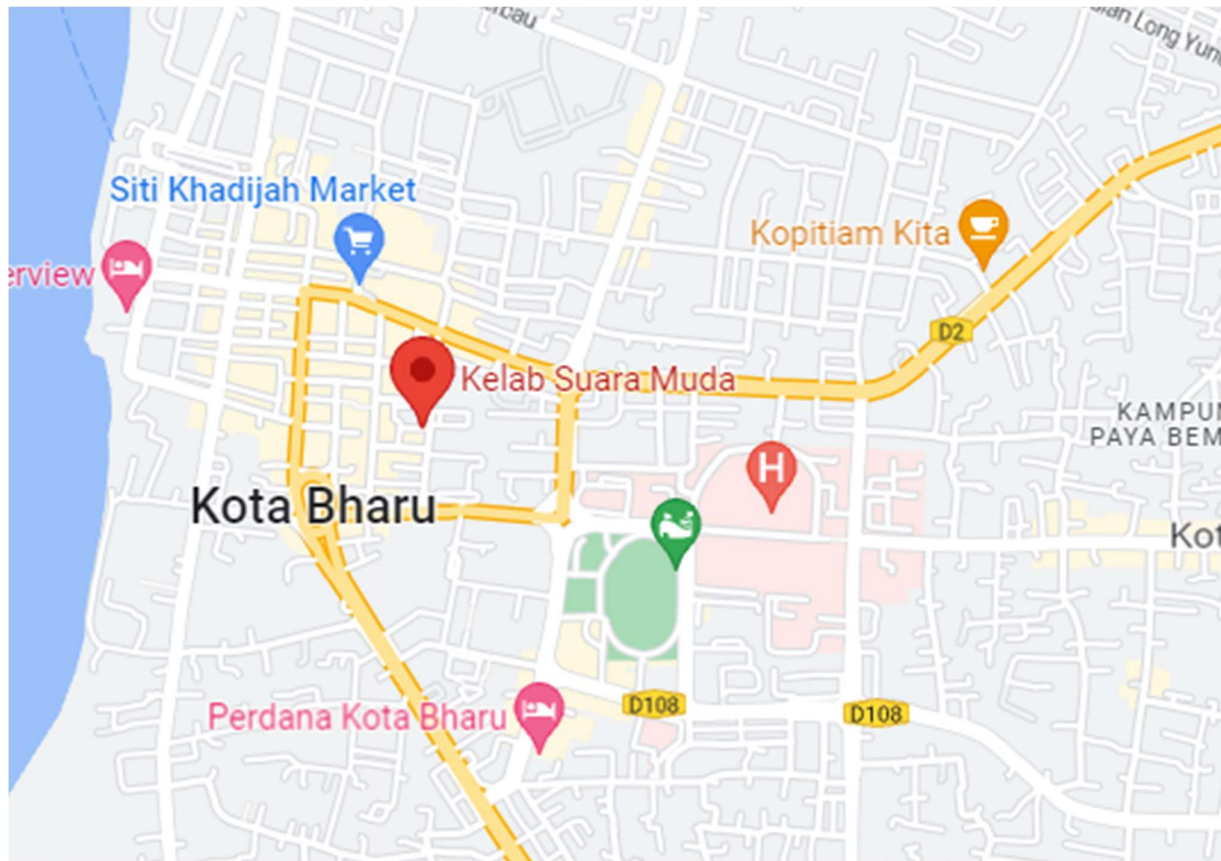 Siti Khadijah Market
Kopitiam Kita
erview
D2
Kelab Suara Muda
KAMPU
PAYA BEM
H
Kota Bharu
Kot
D108
Perdana Kota Bharu
D108